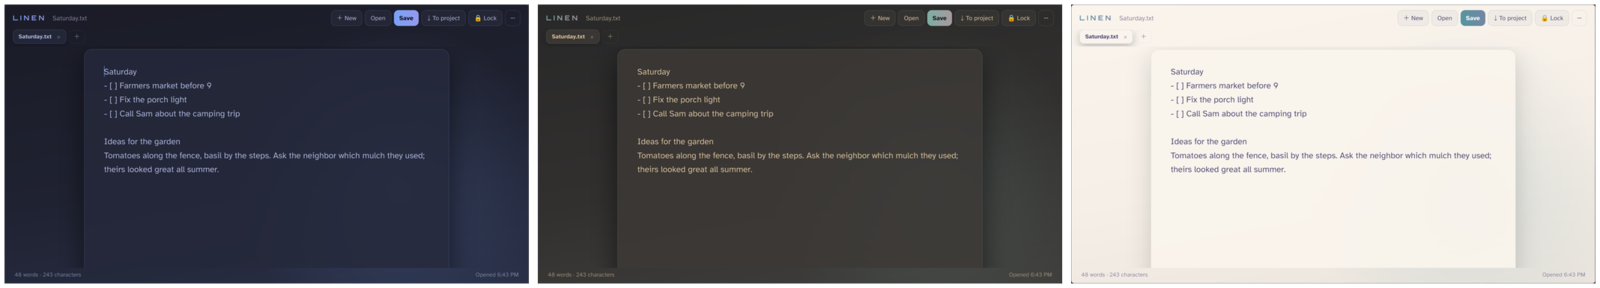 LINEN Saturday.txt + New Open Save ↓ To project 🔒 Lock ···
Saturday.txt × +
Saturday
- [ ] Farmers market before 9
- [ ] Fix the porch light
- [ ] Call Sam about the camping trip
Ideas for the garden
Tomatoes along the fence, basil by the steps. Ask the neighbor which mulch they used;
theirs looked great all summer.
48 words · 243 characters Opened 6:43 PM
LINEN Saturday.txt + New Open Save ↓ To project 🔒 Lock ···
Saturday.txt × +
Saturday
- [ ] Farmers market before 9
- [ ] Fix the porch light
- [ ] Call Sam about the camping trip
Ideas for the garden
Tomatoes along the fence, basil by the steps. Ask the neighbor which mulch they used;
theirs looked great all summer.
48 words · 243 characters Opened 6:43 PM
LINEN Saturday.txt + New Open Save ↓ To project 🔒 Lock ···
Saturday.txt × +
Saturday
- [ ] Farmers market before 9
- [ ] Fix the porch light
- [ ] Call Sam about the camping trip
Ideas for the garden
Tomatoes along the fence, basil by the steps. Ask the neighbor which mulch they used;
theirs looked great all summer.
48 words · 243 characters Opened 6:43 PM